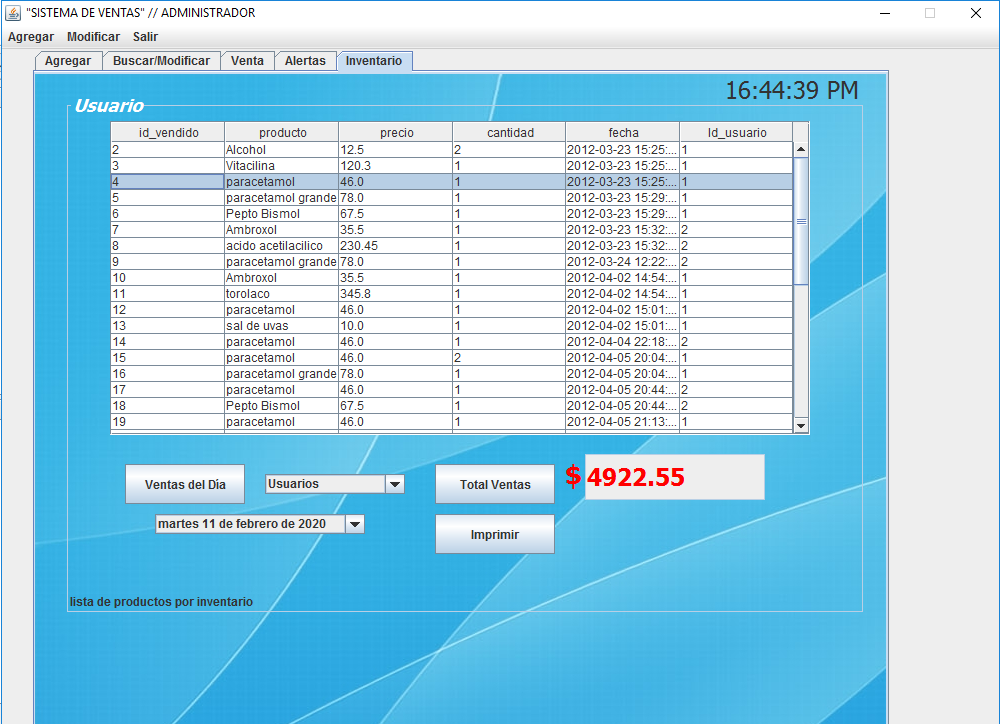 "SISTEMA DE VENTAS" // ADMINISTRADOR
Agregar Modificar Salir
Agregar Buscar/Modificar Venta Alertas Inventario
16:44:39 PM
Usuario
id_vendido producto precio cantidad fecha Id_usuario
2 Alcohol 12.5 2 2012-03-23 15:25:... 1
3 Vitacilina 120.3 1 2012-03-23 15:25:... 1
4 paracetamol 46.0 1 2012-03-23 15:25:... 1
5 paracetamol grande 78.0 1 2012-03-23 15:29:... 1
6 Pepto Bismol 67.5 1 2012-03-23 15:29:... 1
7 Ambroxol 35.5 1 2012-03-23 15:32:... 2
8 acido acetilacilico 230.45 1 2012-03-23 15:32:... 2
9 paracetamol grande 78.0 1 2012-03-24 12:22:... 2
10 Ambroxol 35.5 1 2012-04-02 14:54:... 1
11 torolaco 345.8 1 2012-04-02 14:54:... 1
12 paracetamol 46.0 1 2012-04-02 15:01:... 1
13 sal de uvas 10.0 1 2012-04-02 15:01:... 1
14 paracetamol 46.0 1 2012-04-04 22:18:... 2
15 paracetamol 46.0 2 2012-04-05 20:04:... 1
16 paracetamol grande 78.0 1 2012-04-05 20:04:... 1
17 paracetamol 46.0 1 2012-04-05 20:44:... 2
18 Pepto Bismol 67.5 1 2012-04-05 20:44:... 2
19 paracetamol 46.0 1 2012-04-05 21:13:... 1
Ventas del Dia Usuarios Total Ventas $ 4922.55
martes 11 de febrero de 2020 Imprimir
lista de productos por inventario